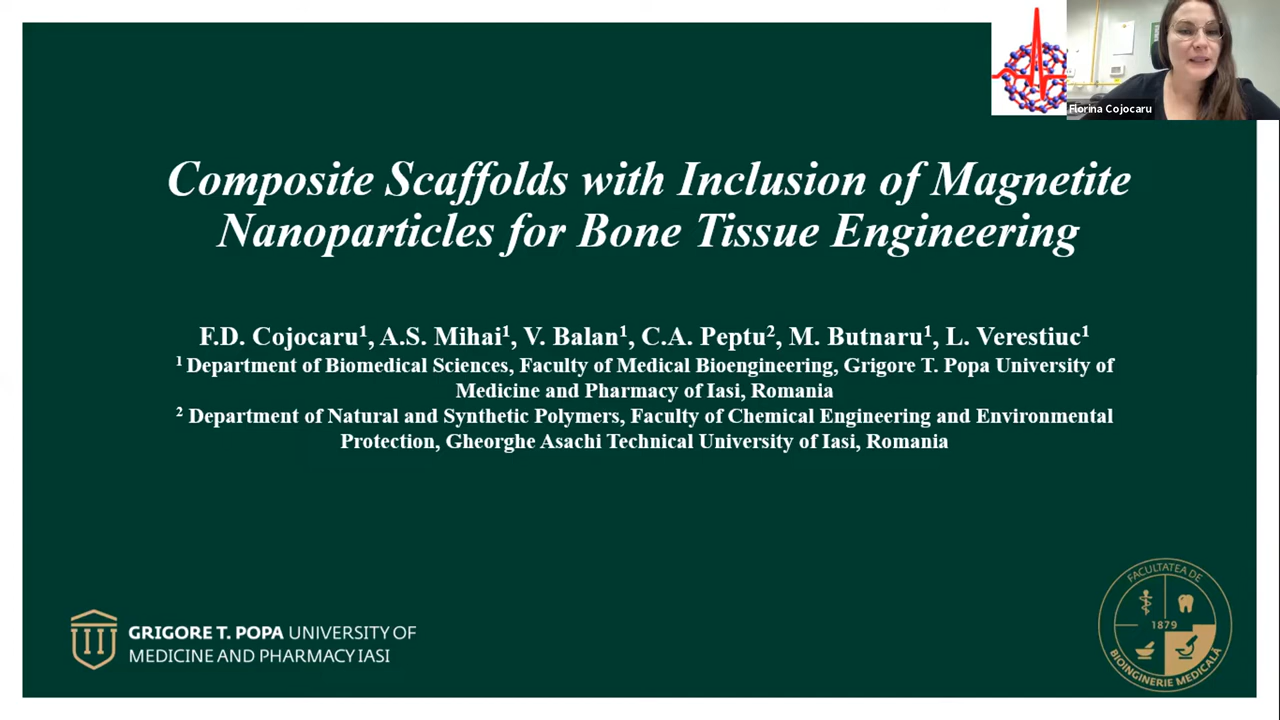 Florina Cojocaru
Composite Scaffolds with Inclusion of Magnetite
Nanoparticles for Bone Tissue Engineering
F.D. Cojocaru¹, A.S. Mihai¹, V. Balan¹, C.A. Peptu², M. Butnaru¹, L. Verestiuc¹
¹ Department of Biomedical Sciences, Faculty of Medical Bioengineering, Grigore T. Popa University of
Medicine and Pharmacy of Iasi, Romania
² Department of Natural and Synthetic Polymers, Faculty of Chemical Engineering and Environmental
Protection, Gheorghe Asachi Technical University of Iasi, Romania
GRIGORE T. POPA UNIVERSITY OF
MEDICINE AND PHARMACY IASI
FACULTATEA DE
1879
BIOINGINERIE MEDICALĂ